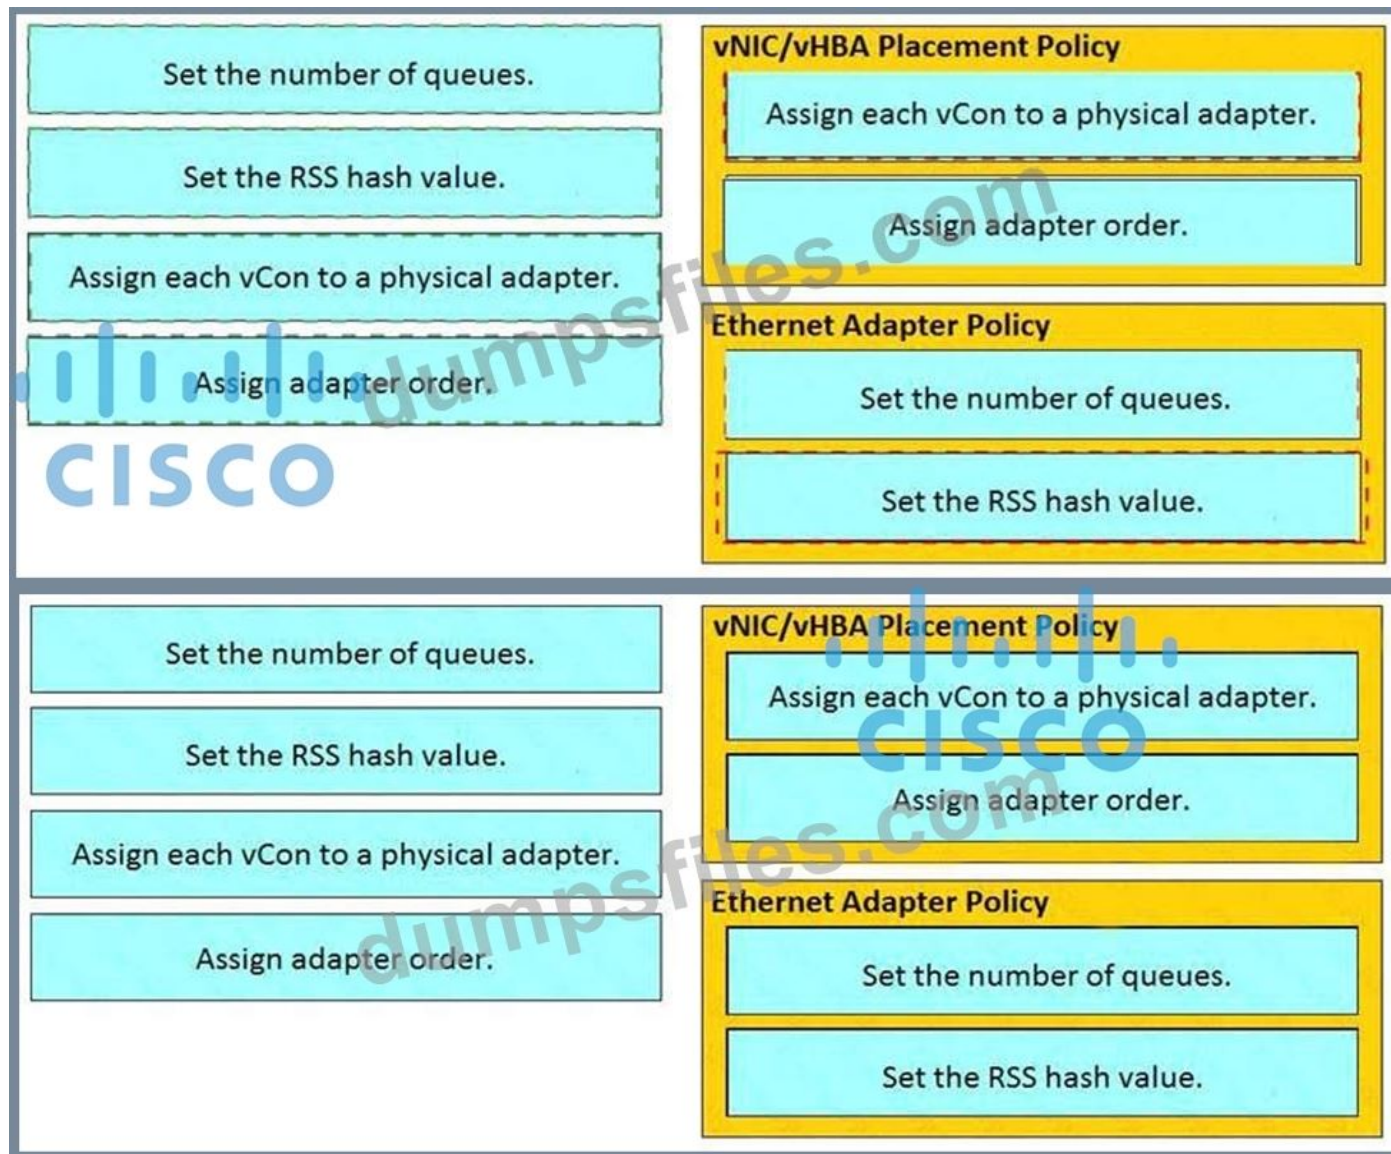 Set the number of queues.
Set the RSS hash value.
Assign each vCon to a physical adapter.
Assign adapter order.
CISCO
vNIC/vHBA Placement Policy
Assign each vCon to a physical adapter.
Assign adapter order.
Ethernet Adapter Policy
Set the number of queues.
Set the RSS hash value.
dumpsfiles.com
Set the number of queues.
Set the RSS hash value.
Assign each vCon to a physical adapter.
Assign adapter order.
vNIC/vHBA Placement Policy
Assign each vCon to a physical adapter.
CISCO
Assign adapter order.
Ethernet Adapter Policy
Set the number of queues.
Set the RSS hash value.
dumpsfiles.com